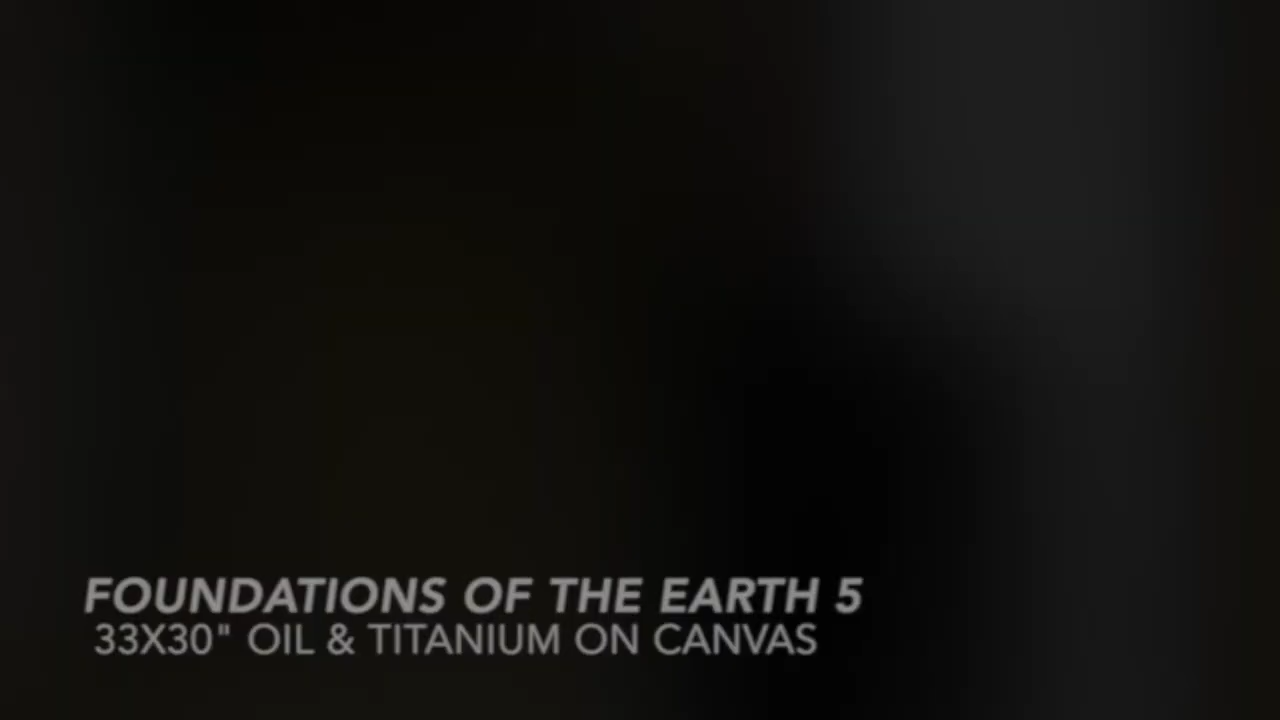 FOUNDATIONS OF THE EARTH 5
33X30" OIL & TITANIUM ON CANVAS